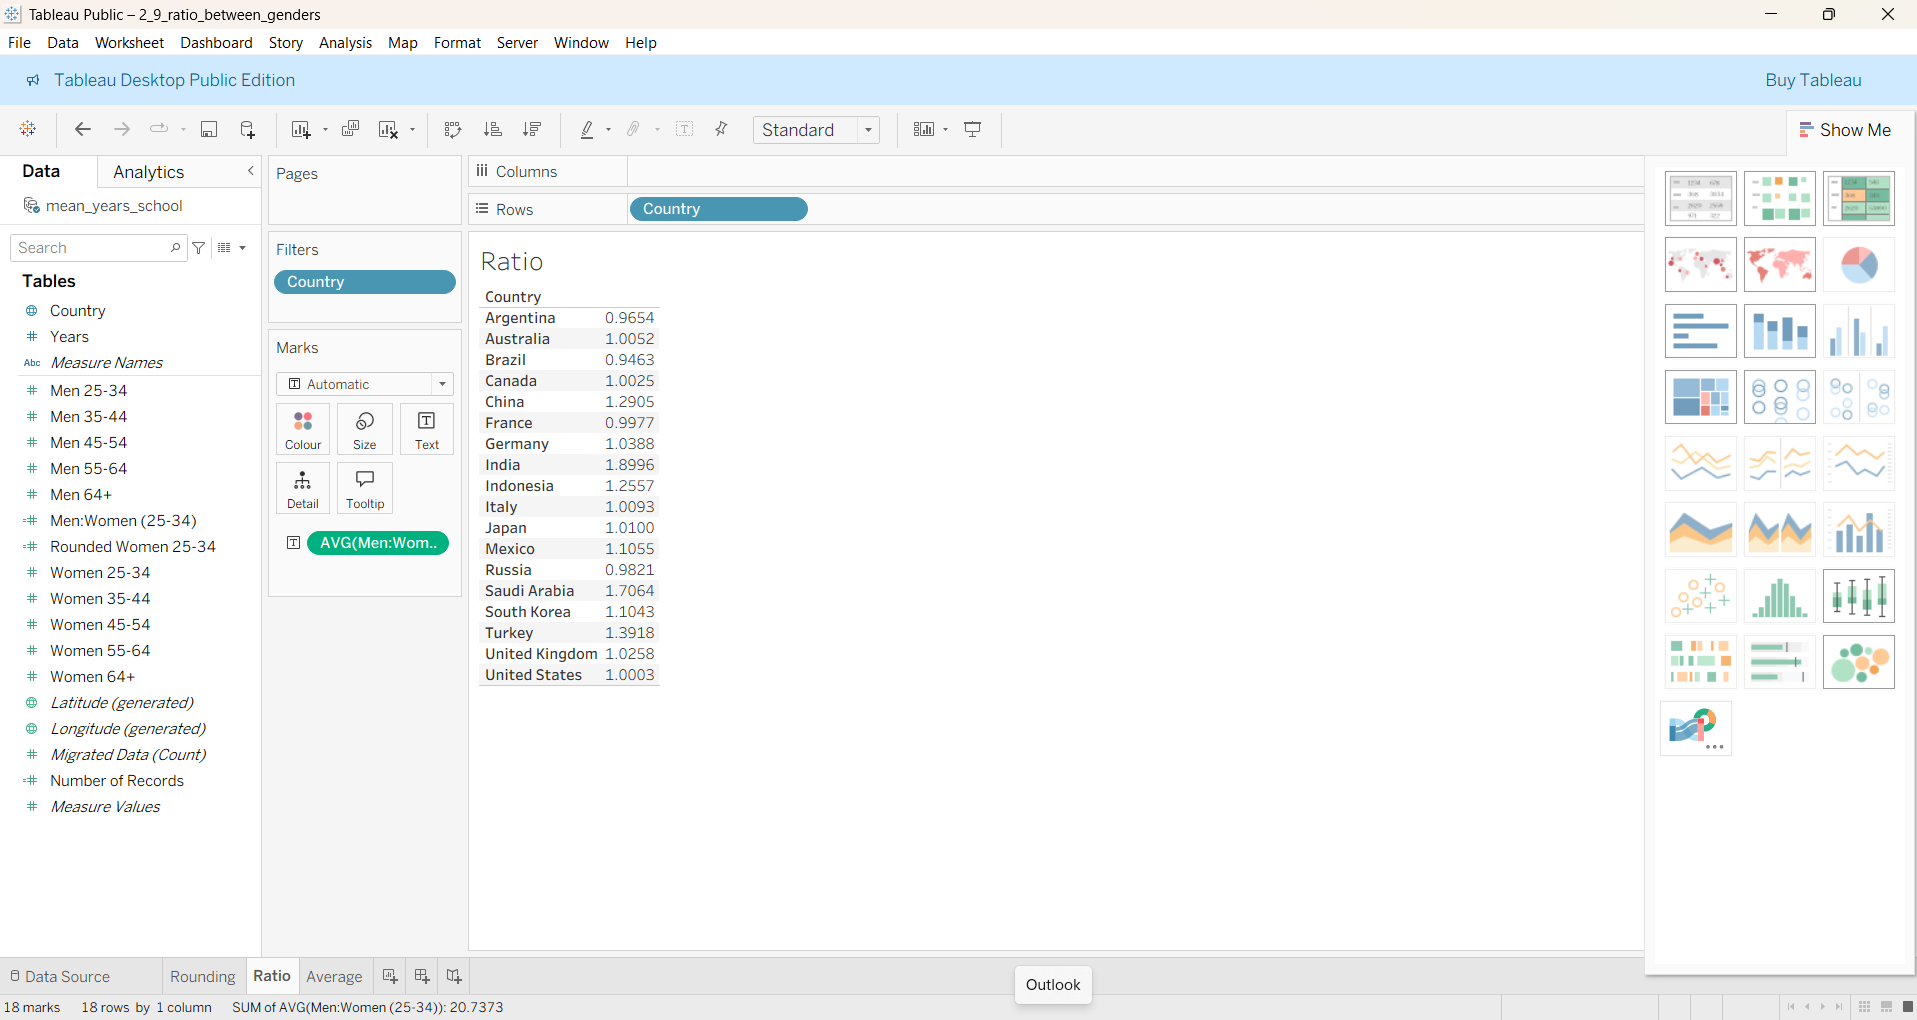 Tableau Public – 2_9_ratio_between_genders
File Data Worksheet Dashboard Story Analysis Map Format Server Window Help
Tableau Desktop Public Edition
Buy Tableau
Standard
Show Me
Data
Analytics
mean_years_school
Search
Tables
Country
Years
Abc Measure Names
Men 25-34
Men 35-44
Men 45-54
Men 55-64
Men 64+
Men:Women (25-34)
Rounded Women 25-34
Women 25-34
Women 35-44
Women 45-54
Women 55-64
Women 64+
Latitude (generated)
Longitude (generated)
Migrated Data (Count)
Number of Records
Measure Values
Pages
Filters
Country
Marks
Automatic
Colour
Size
Text
Detail
Tooltip
AVG(Men:Wom..
Columns
Rows
Country
Ratio
Country
Argentina 0.9654
Australia 1.0052
Brazil 0.9463
Canada 1.0025
China 1.2905
France 0.9977
Germany 1.0388
India 1.8996
Indonesia 1.2557
Italy 1.0093
Japan 1.0100
Mexico 1.1055
Russia 0.9821
Saudi Arabia 1.7064
South Korea 1.1043
Turkey 1.3918
United Kingdom 1.0258
United States 1.0003
Data Source
Rounding
Ratio
Average
Outlook
18 marks 18 rows by 1 column SUM of AVG(Men:Women (25-34)): 20.7373